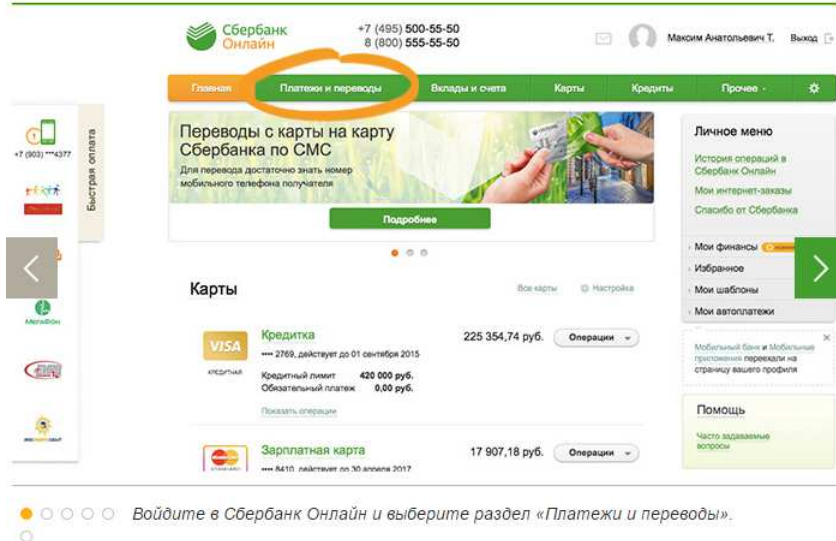 Сбербанк
Онлайн
+7 (495) 500-55-50
8 (800) 555-55-50
Максим Анатольевич Т.
Выход
Главная
Платежи и переводы
Вклады и счета
Карты
Кредиты
Прочее
Быстрая оплата
+7 (903) ***4377
МегаФон
Переводы с карты на карту
Сбербанка по СМС
Для перевода достаточно знать номер
мобильного телефона получателя
Подробнее
Карты
Все карты
Настройка
VISA
КРЕДИТНАЯ
Кредитка
225 354,74 руб.
Операции
•••• 2769, действует до 01 сентября 2015
Кредитный лимит 420 000 руб.
Обязательный платеж 0,00 руб.
Показать операции
Зарплатная карта
17 907,18 руб.
Операции
•••• 8410, действует до 30 апреля 2017
Личное меню
История операций в
Сбербанк Онлайн
Мои интернет-заказы
Спасибо от Сбербанка
Мои финансы
Избранное
Мои шаблоны
Мои автоплатежи
Мобильный банк и Мобильные
приложения переехали на
страницу вашего профиля
Помощь
Часто задаваемые
вопросы
Войдите в Сбербанк Онлайн и выберите раздел «Платежи и переводы».